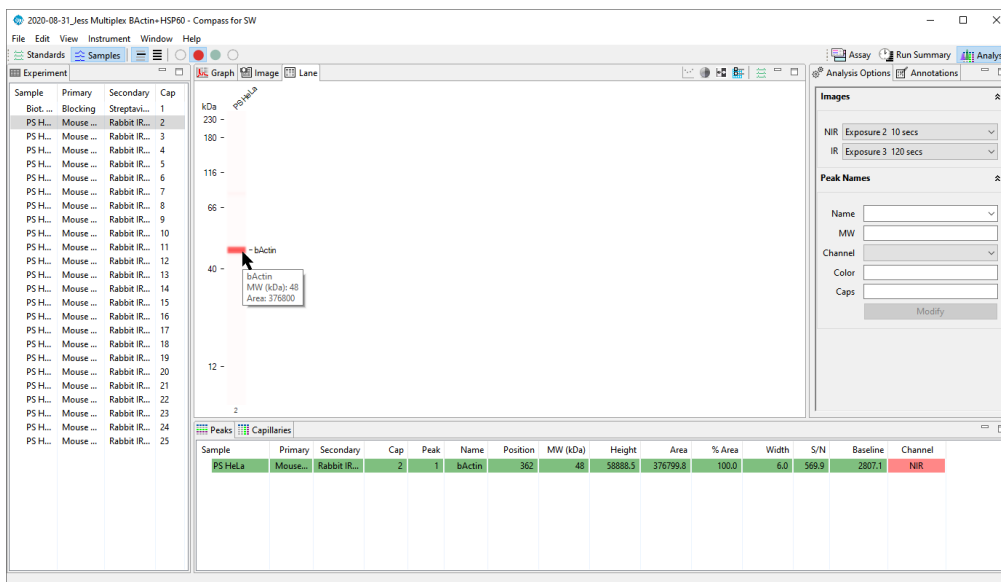 2020-08-31_Jess Multiplex BActin+HSP60 - Compass for SW
File Edit View Instrument Window Help
Standards Samples Assay Run Summary Analys
Experiment
Sample Primary Secondary Cap
Biot. ... Blocking Streptavi... 1
PS H... Mouse ... Rabbit IR... 2
PS H... Mouse ... Rabbit IR... 3
PS H... Mouse ... Rabbit IR... 4
PS H... Mouse ... Rabbit IR... 5
PS H... Mouse ... Rabbit IR... 6
PS H... Mouse ... Rabbit IR... 7
PS H... Mouse ... Rabbit IR... 8
PS H... Mouse ... Rabbit IR... 9
PS H... Mouse ... Rabbit IR... 10
PS H... Mouse ... Rabbit IR... 11
PS H... Mouse ... Rabbit IR... 12
PS H... Mouse ... Rabbit IR... 13
PS H... Mouse ... Rabbit IR... 14
PS H... Mouse ... Rabbit IR... 15
PS H... Mouse ... Rabbit IR... 16
PS H... Mouse ... Rabbit IR... 17
PS H... Mouse ... Rabbit IR... 18
PS H... Mouse ... Rabbit IR... 19
PS H... Mouse ... Rabbit IR... 20
PS H... Mouse ... Rabbit IR... 21
PS H... Mouse ... Rabbit IR... 22
PS H... Mouse ... Rabbit IR... 23
PS H... Mouse ... Rabbit IR... 24
PS H... Mouse ... Rabbit IR... 25
Graph Image Lane
kDa PS HeLa
230 -
180 -
116 -
66 -
- bActin
40 -
bActin
MW (kDa): 48
Area: 376800
12 -
2
Analysis Options Annotations
Images
NIR Exposure 2 10 secs
IR Exposure 3 120 secs
Peak Names
Name
MW
Channel
Color
Caps
Modify
Peaks Capillaries
Sample Primary Secondary Cap Peak Name Position MW (kDa) Height Area % Area Width S/N Baseline Channel
PS HeLa Mouse... Rabbit IR... 2 1 bActin 362 48 58888.5 376799.8 100.0 6.0 569.9 2807.1 NIR